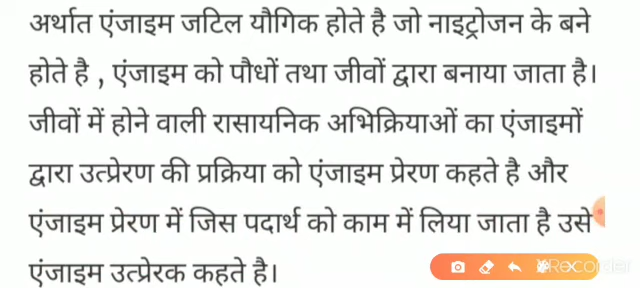 अर्थात एंजाइम जटिल यौगिक होते है जो नाइट्रोजन के बने
होते है , एंजाइम को पौधों तथा जीवों द्वारा बनाया जाता है।
जीवों में होने वाली रासायनिक अभिक्रियाओं का एंजाइमों
द्वारा उत्प्रेरण की प्रक्रिया को एंजाइम प्रेरण कहते है और
एंजाइम प्रेरण में जिस पदार्थ को काम में लिया जाता है उसे
एंजाइम उत्प्रेरक कहते है।